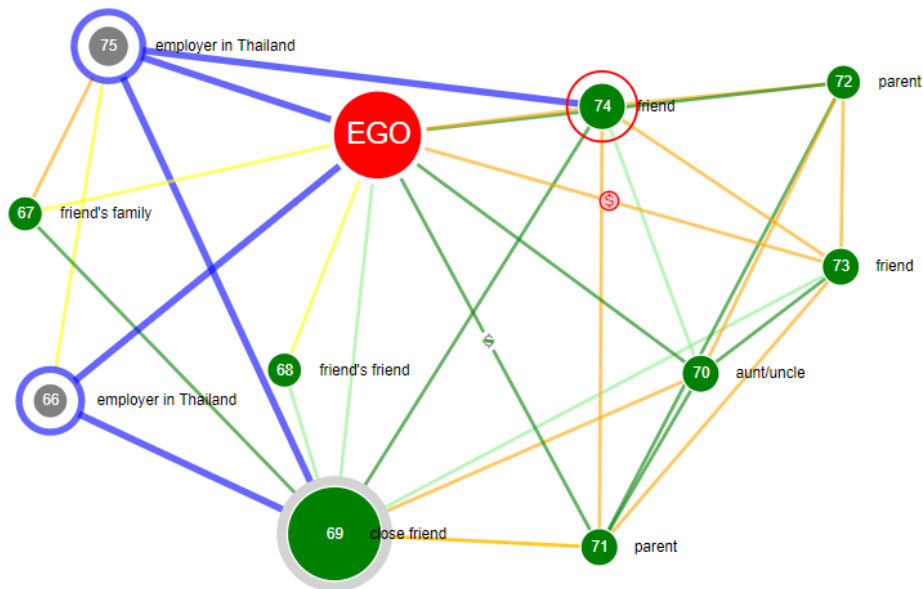 75 employer in Thailand
EGO
74 friend
72 parent
67 friend's family
$
73 friend
$
68 friend's friend
70 aunt/uncle
66 employer in Thailand
69 close friend
71 parent